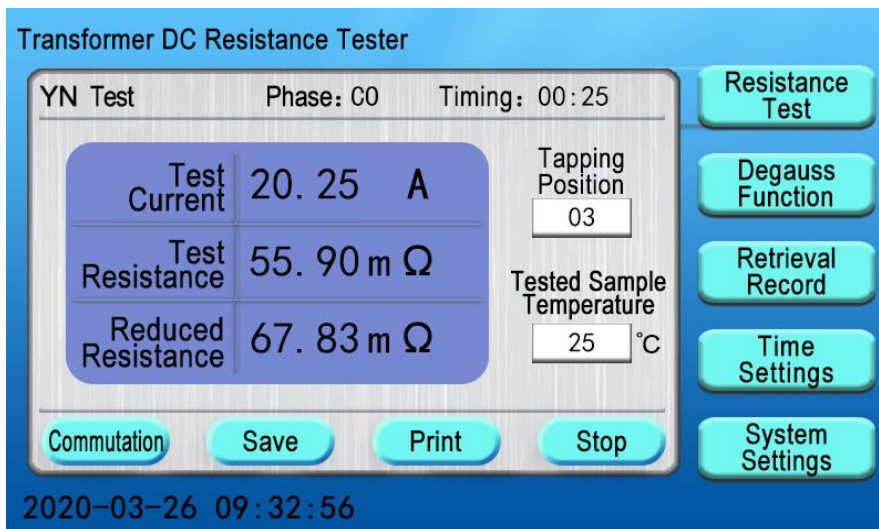 Transformer DC Resistance Tester
YN Test Phase: C0 Timing: 00:25
Test Current 20.25 A
Test Resistance 55.90 mΩ
Reduced Resistance 67.83 mΩ
Tapping
Position
03
Tested Sample
Temperature
25 °C
Commutation Save Print Stop
Resistance
Test
Degauss
Function
Retrieval
Record
Time
Settings
System
Settings
2020-03-26 09:32:56